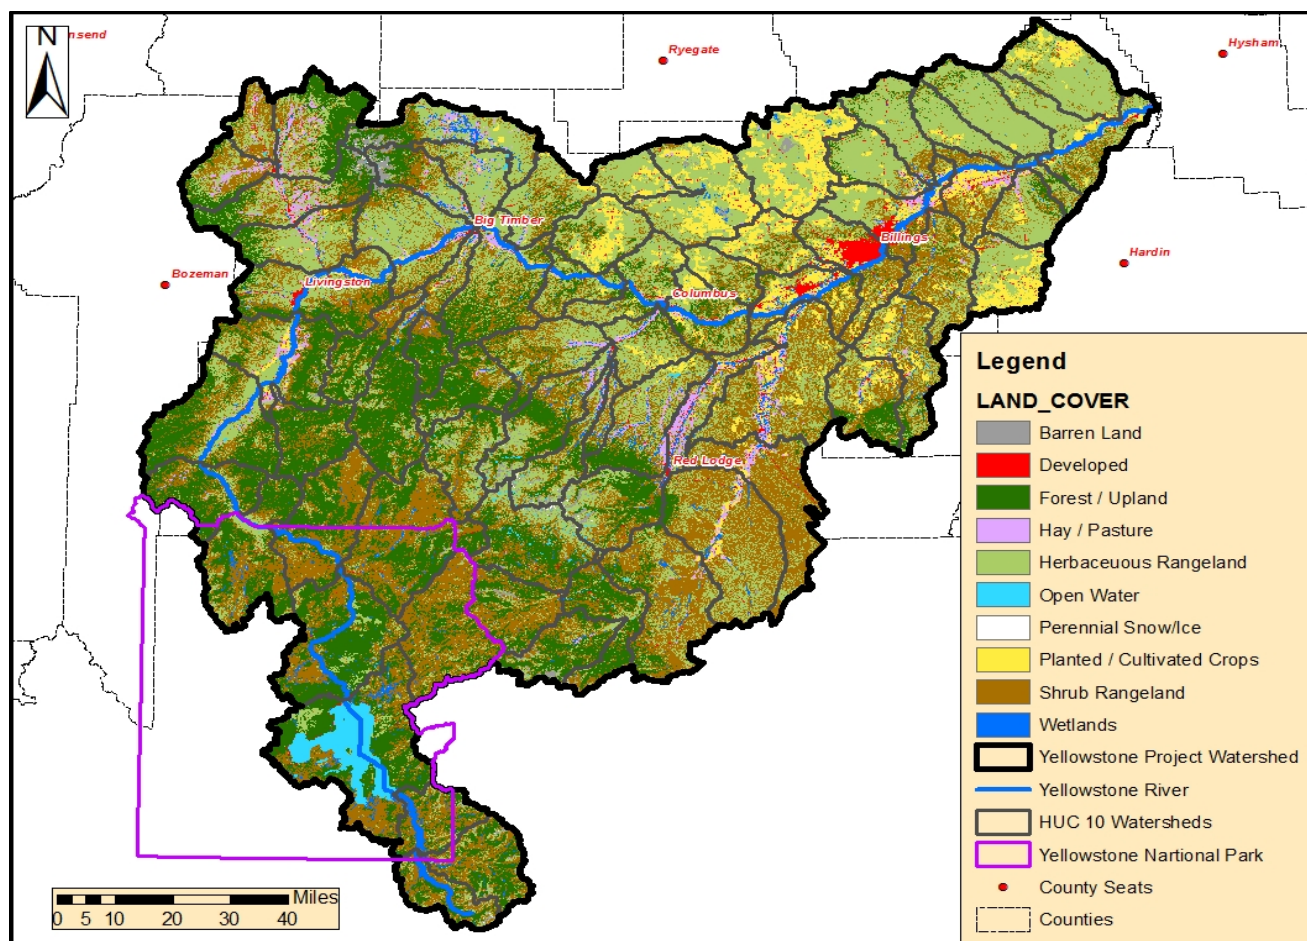 N
nsend
Ryegate
Hysham
Big Timber
Billings
Hardin
Bozeman
Livingston
Columbus
Red Lodge
Legend
LAND_COVER
Barren Land
Developed
Forest / Upland
Hay / Pasture
Herbaceuous Rangeland
Open Water
Perennial Snow/Ice
Planted / Cultivated Crops
Shrub Rangeland
Wetlands
Yellowstone Project Watershed
Yellowstone River
HUC 10 Watersheds
Yellowstone Nartional Park
County Seats
Counties
Miles
0 5 10 20 30 40